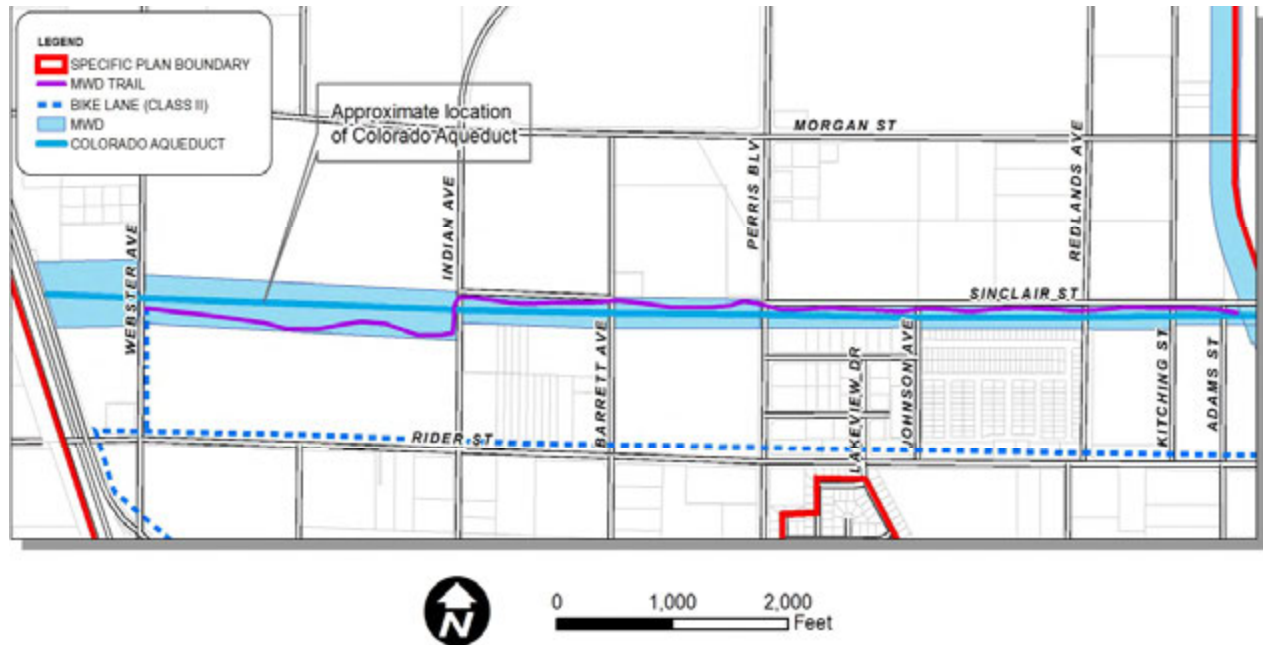 LEGEND
SPECIFIC PLAN BOUNDARY
MWD TRAIL
BIKE LANE (CLASS II)
MWD
COLORADO AQUEDUCT
Approximate location
of Colorado Aqueduct
MORGAN ST
WEBSTER AVE
INDIAN AVE
PERRIS BLV
REDLANDS AVE
SINCLAIR ST
BARRETT AVE
LAKEVIEW DR
JOHNSON AVE
KITCHING ST
ADAMS ST
RIDER ST
N
0 1,000 2,000
Feet